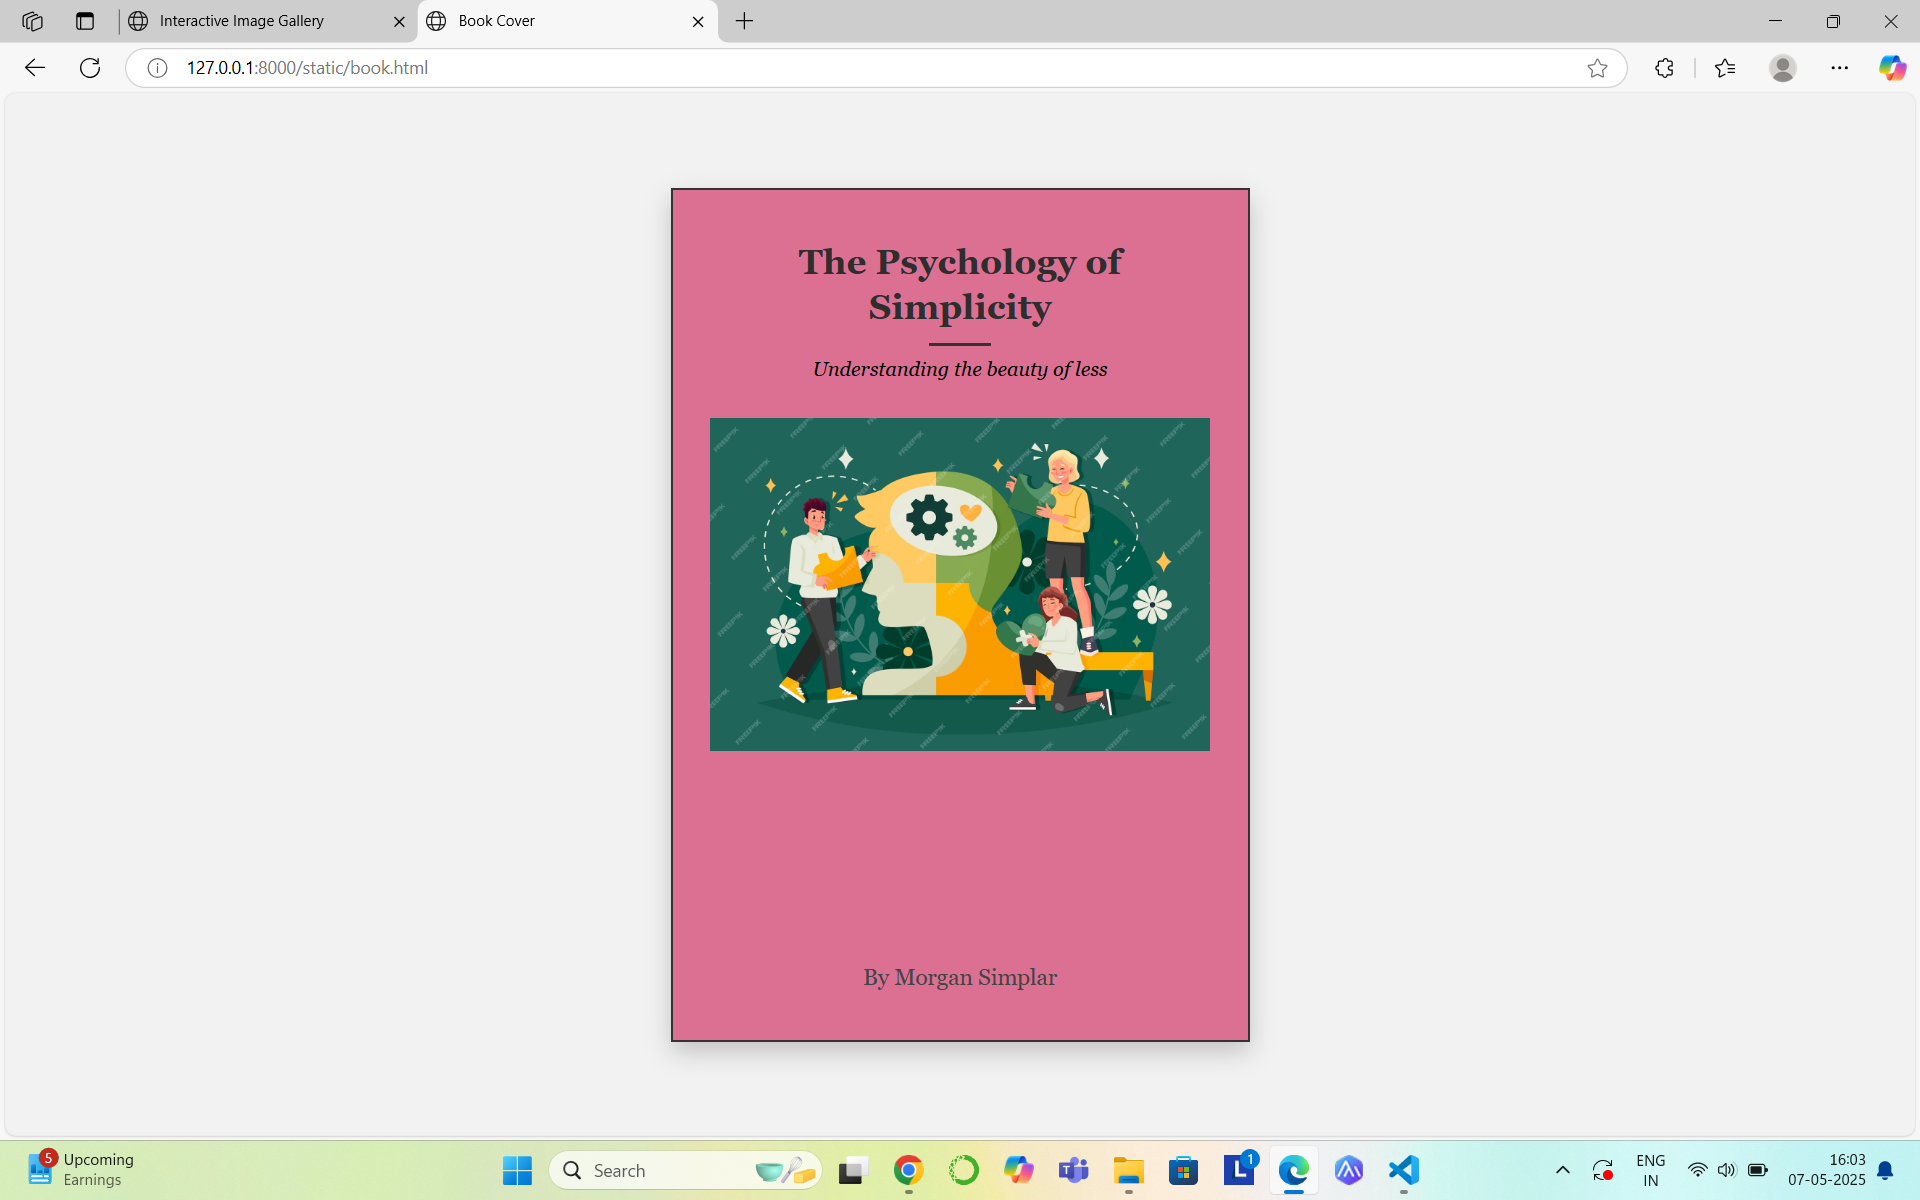 Interactive Image Gallery
Book Cover
127.0.0.1:8000/static/book.html
The Psychology of
Simplicity
Understanding the beauty of less
FREEPIK
By Morgan Simplar
5
Upcoming
Earnings
Search
T
L
1
ENG
IN
16:03
07-05-2025